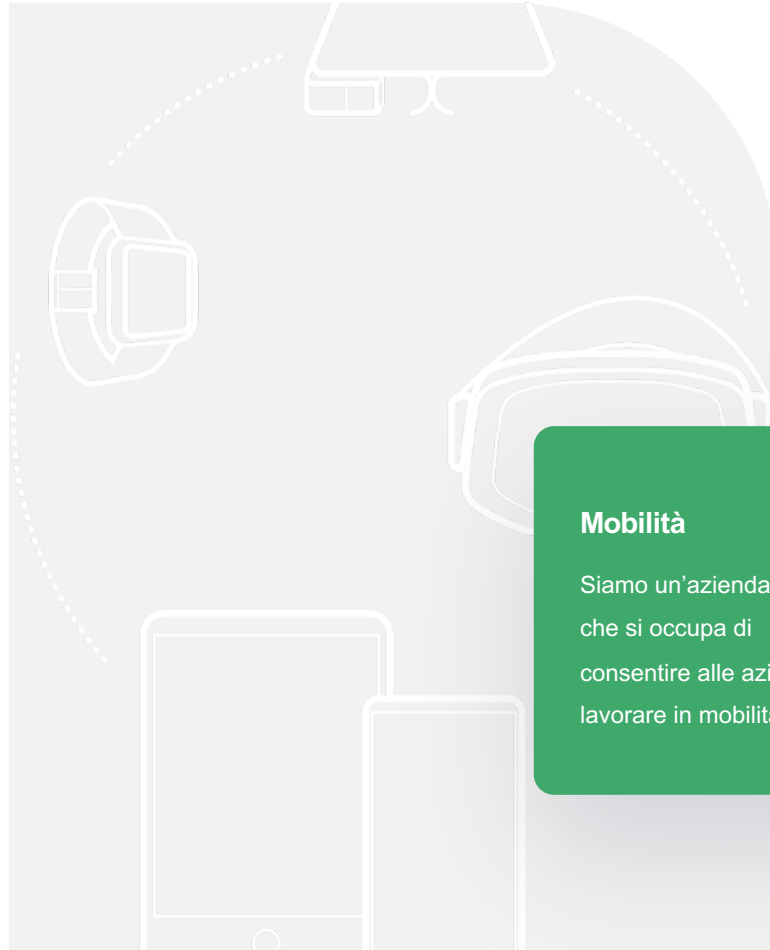 Mobilità
Siamo un’azienda
che si occupa di
consentire alle
lavorare in